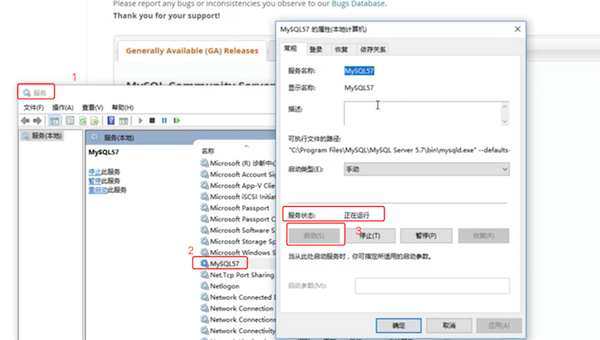 Please report any bugs or inconsistencies you observe to our Bugs Database.
Thank you for your support!
Generally Available (GA) Releases
MySQL Community Server
1
服务
文件(F) 操作(A) 查看(V) 帮助(H)
服务(本地)
服务(本地)
MySQL57
停止此服务
暂停此服务
重启动此服务
名称
Microsoft (R) 诊断中心
Microsoft Account Sign
Microsoft App-V Client
Microsoft iSCSI Initiat
Microsoft Passport
Microsoft Passport C
Microsoft Software S
Microsoft Storage Sp
Microsoft Windows S
2
MySQL57
Net.Tcp Port Sharing
Netlogon
Network Connected
Network Connection
Network Connections
Network Connectivity
MySQL57 的属性(本地计算机)
常规 登录 恢复 依存关系
服务名称: MySQL57
显示名称: MySQL57
描述:
可执行文件的路径:
"C:\Program Files\MySQL\MySQL Server 5.7\bin\mysqld.exe" --defaults-
启动类型(E): 手动
服务状态: 正在运行
3
启动(S) 停止(T) 暂停(P) 恢复(R)
当从此处启动服务时，你可指定所适用的启动参数。
启动参数(M):
确定 取消 应用(A)